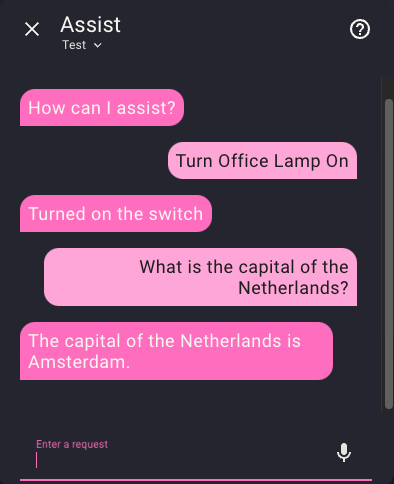 Assist
Test
How can I assist?
Turn Office Lamp On
Turned on the switch
What is the capital of the
Netherlands?
The capital of the Netherlands is
Amsterdam.
Enter a request